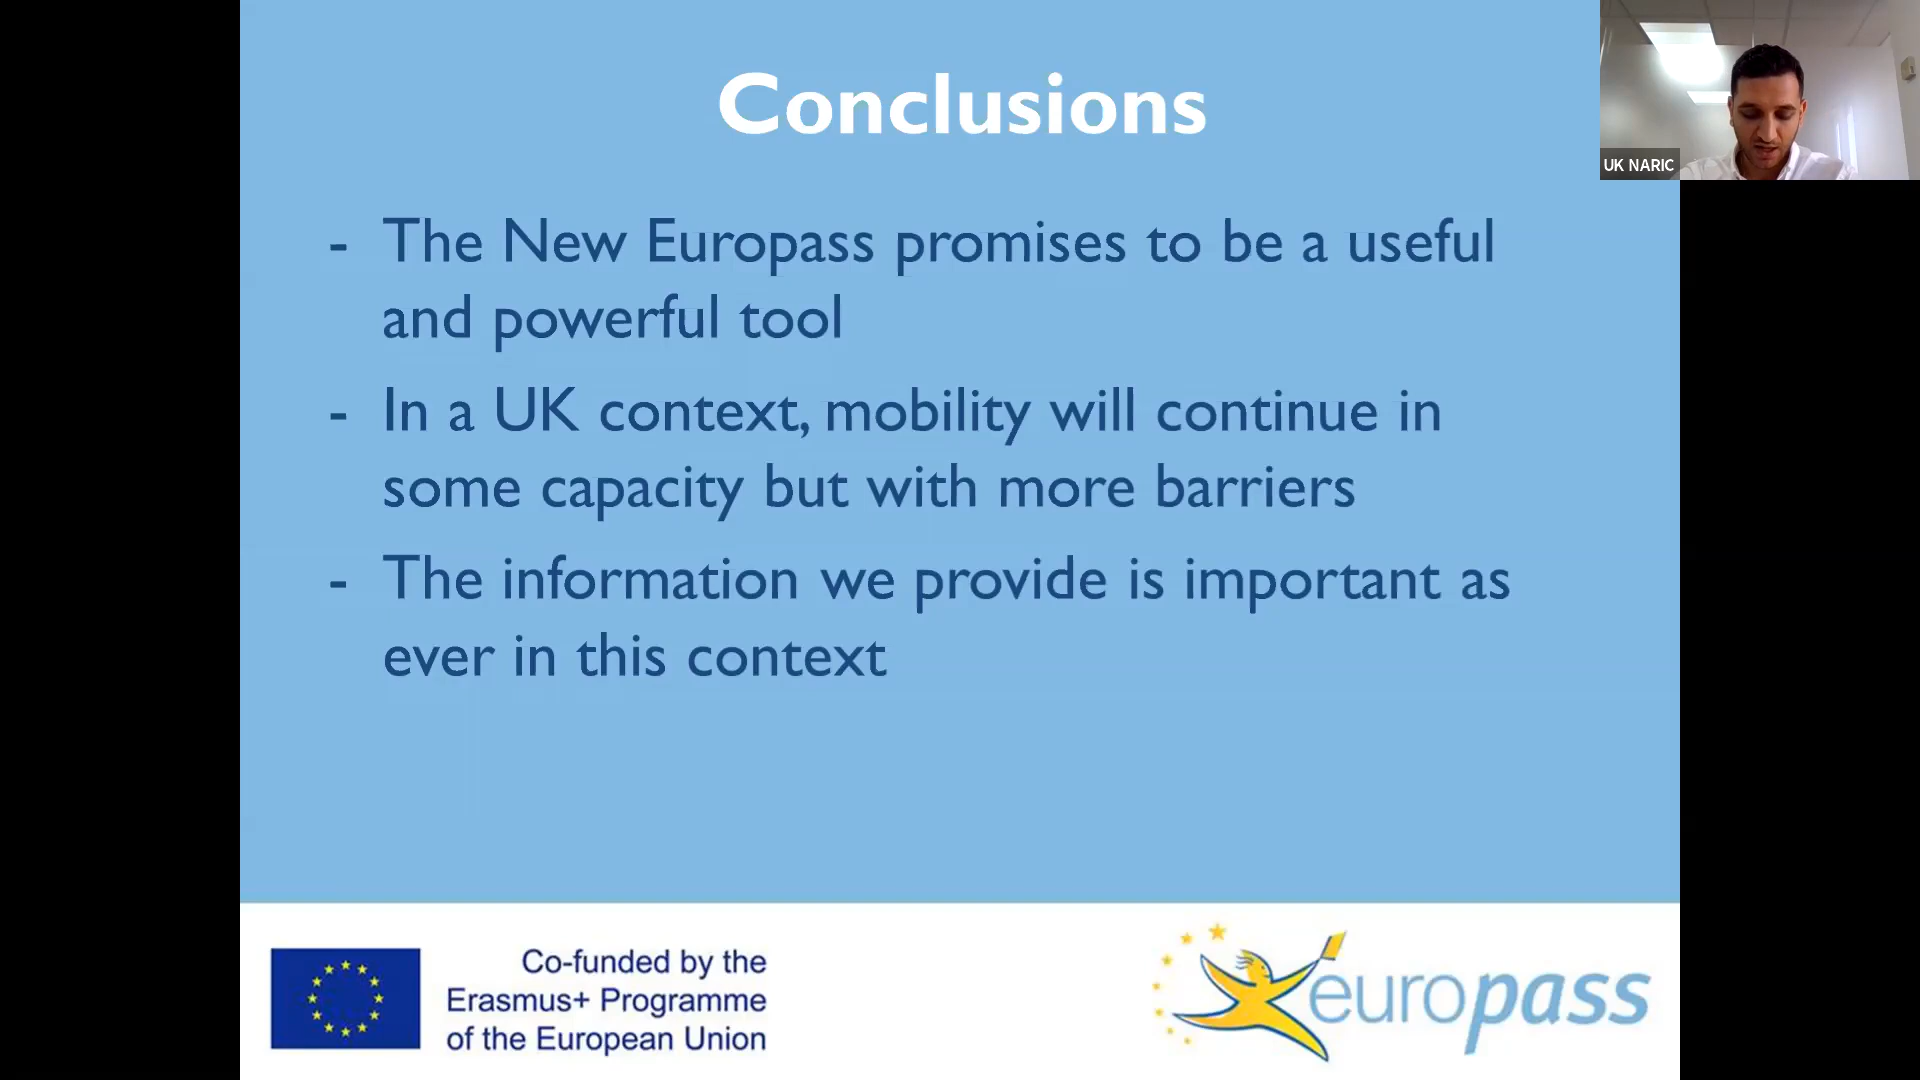 Conclusions
UK NARIC
- The New Europass promises to be a useful
and powerful tool
- In a UK context, mobility will continue in
some capacity but with more barriers
- The information we provide is important as
ever in this context
Co-funded by the
Erasmus+ Programme
of the European Union
europass